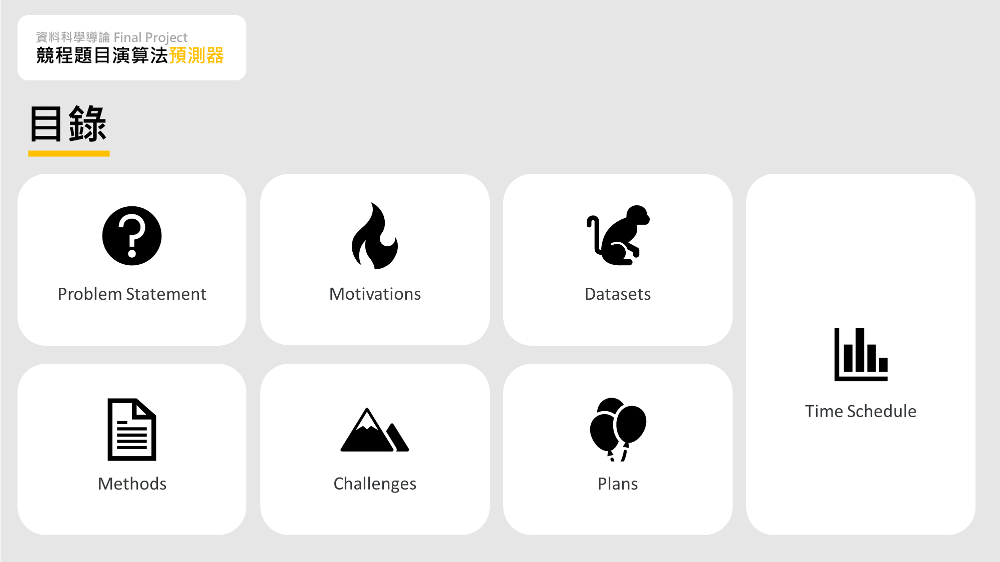 資料科學導論 Final Project
競程題目演算法預測器
目錄
Problem Statement
Motivations
Datasets
Time Schedule
Methods
Challenges
Plans